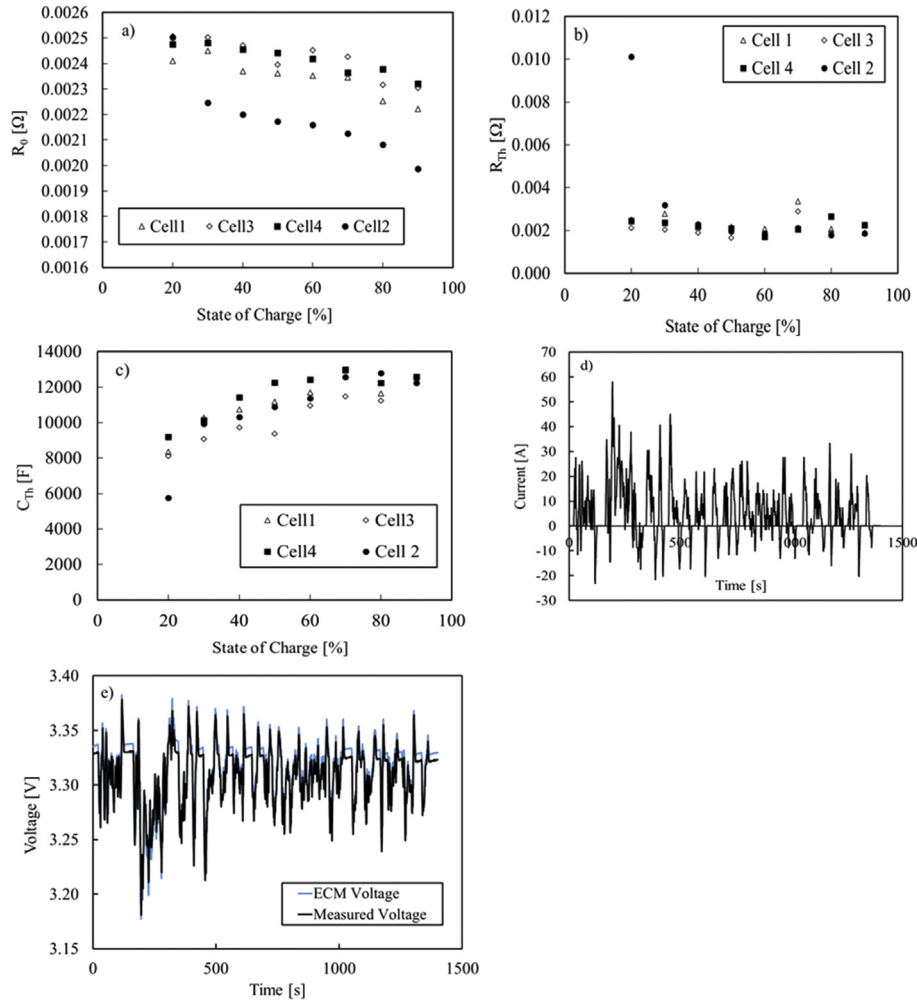 a)
0.0026
0.0025
0.0024
0.0023
0.0022
0.0021
0.0020
0.0019
0.0018
0.0017
0.0016
R0 [Ω]
Cell1 Cell3 Cell4 Cell2
0 20 40 60 80 100
State of Charge [%]
b)
0.012
0.010
0.008
0.006
0.004
0.002
0.000
RTh [Ω]
Cell 1 Cell 3
Cell 4 Cell 2
0 20 40 60 80 100
State of Charge [%]
c)
14000
12000
10000
8000
6000
4000
2000
0
CTh [F]
Cell1 Cell3
Cell4 Cell 2
0 20 40 60 80 100
State of Charge [%]
d)
70
60
50
40
30
20
10
0
-10
-20
-30
Current [A]
0 500 1000 1500
Time [s]
e)
3.40
3.35
3.30
3.25
3.20
3.15
Voltage [V]
ECM Voltage
Measured Voltage
0 500 1000 1500
Time [s]